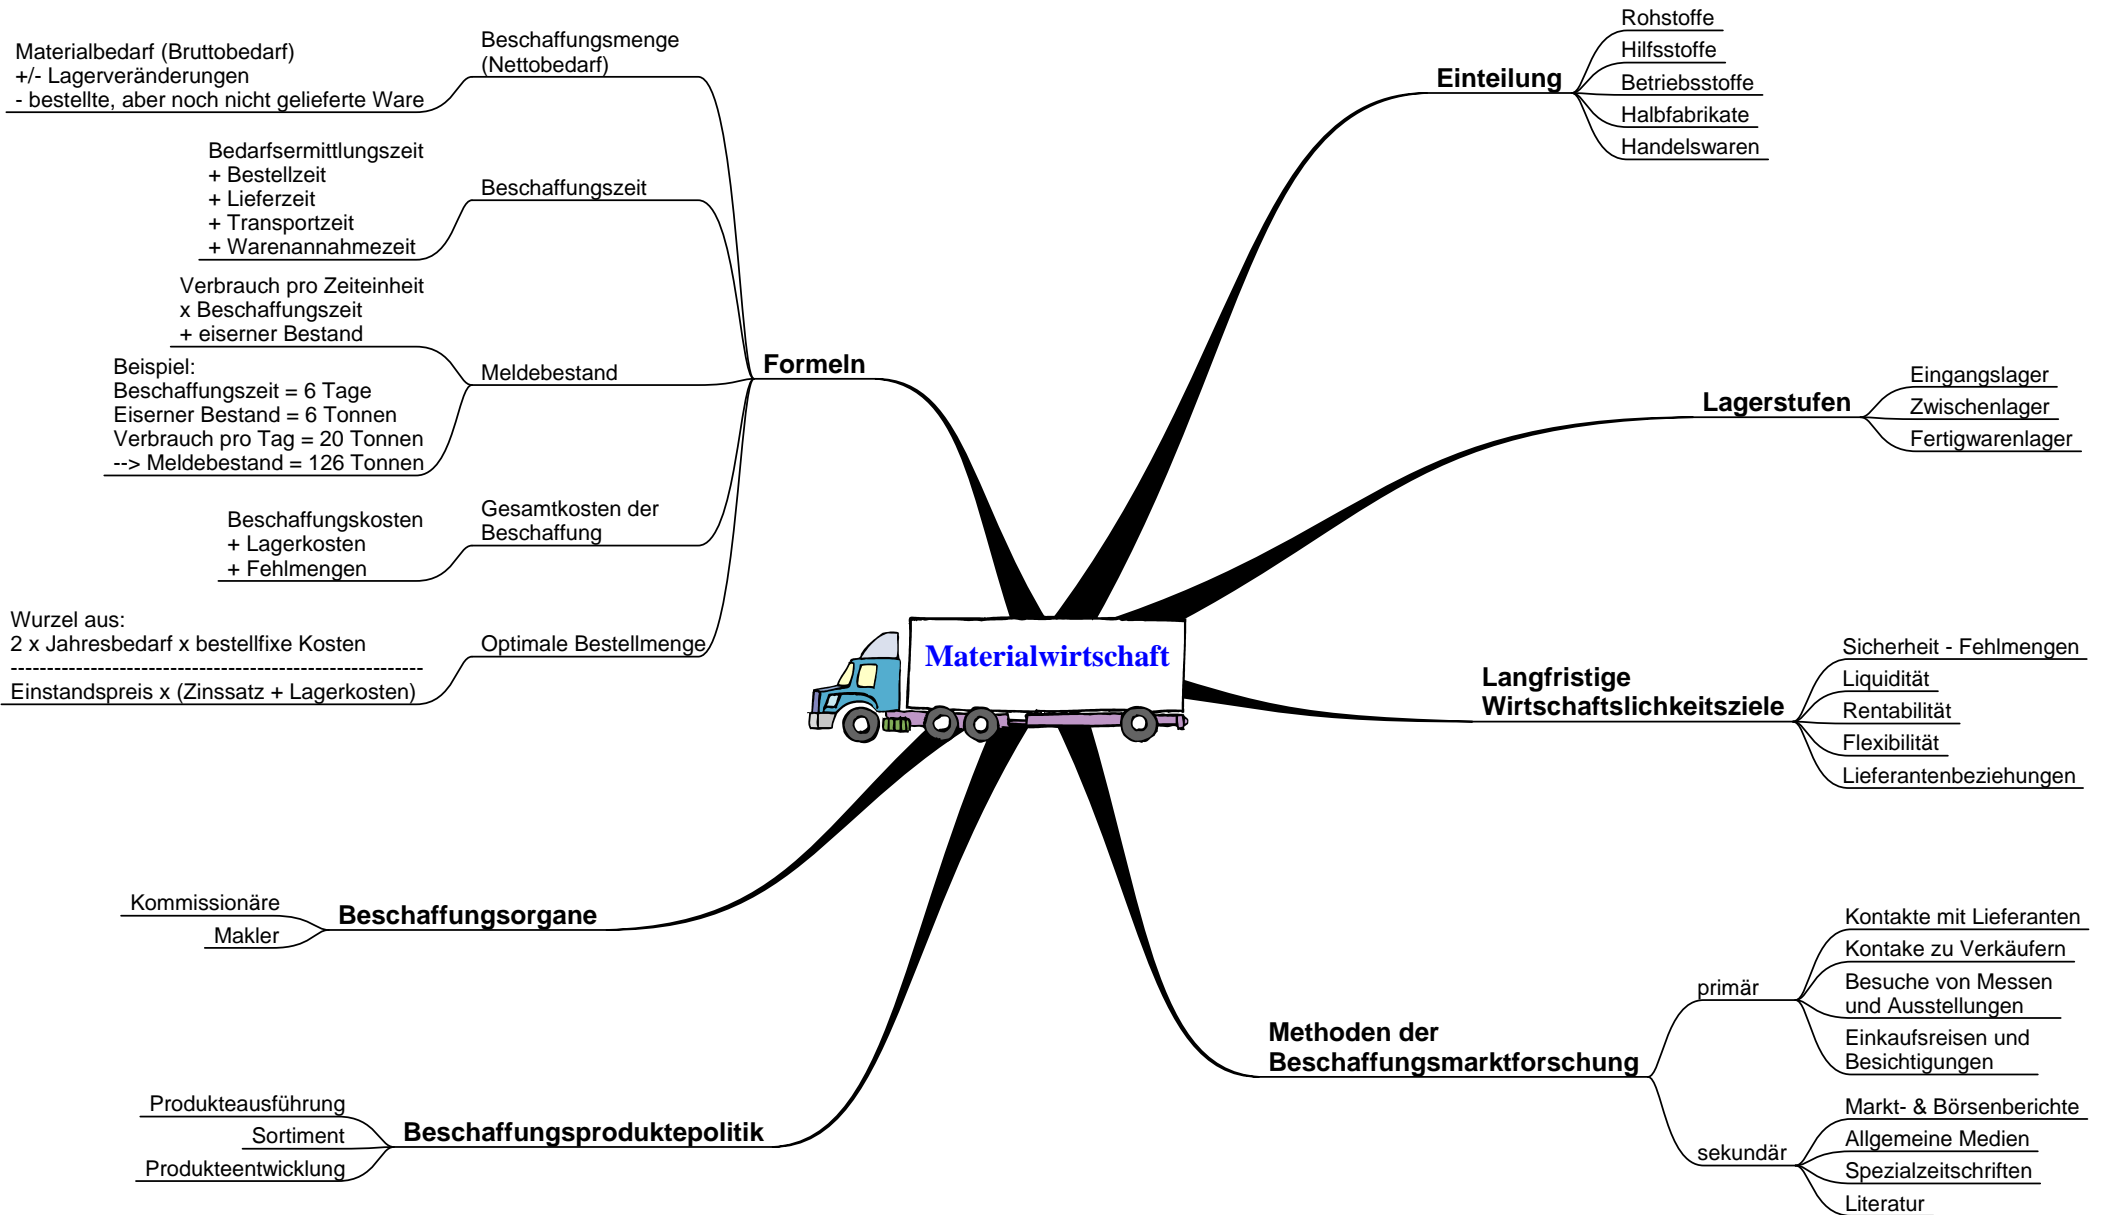 Materialwirtschaft
Einteilung
Rohstoffe
Hilfsstoffe
Betriebsstoffe
Halbfabrikate
Handelswaren
Lagerstufen
Eingangslager
Zwischenlager
Fertigwarenlager
Langfristige
Wirtschaftslichkeitsziele
Sicherheit - Fehlmengen
Liquidität
Rentabilität
Flexibilität
Lieferantenbeziehungen
Methoden der
Beschaffungsmarktforschung
primär
Kontakte mit Lieferanten
Kontake zu Verkäufern
Besuche von Messen
und Ausstellungen
Einkaufsreisen und
Besichtigungen
sekundär
Markt- & Börsenberichte
Allgemeine Medien
Spezialzeitschriften
Literatur
Formeln
Beschaffungsmenge
(Nettobedarf)
Materialbedarf (Bruttobedarf)
+/- Lagerveränderungen
- bestellte, aber noch nicht gelieferte Ware
Beschaffungszeit
Bedarfsermittlungszeit
+ Bestellzeit
+ Lieferzeit
+ Transportzeit
+ Warenannahmezeit
Meldebestand
Verbrauch pro Zeiteinheit
x Beschaffungszeit
+ eiserner Bestand
Beispiel:
Beschaffungszeit = 6 Tage
Eiserner Bestand = 6 Tonnen
Verbrauch pro Tag = 20 Tonnen
--> Meldebestand = 126 Tonnen
Gesamtkosten der
Beschaffung
Beschaffungskosten
+ Lagerkosten
+ Fehlmengen
Optimale Bestellmenge
Wurzel aus:
2 x Jahresbedarf x bestellfixe Kosten
---------------------------------------------------------
Einstandspreis x (Zinssatz + Lagerkosten)
Beschaffungsorgane
Kommissionäre
Makler
Beschaffungsproduktepolitik
Produkteausführung
Sortiment
Produkteentwicklung